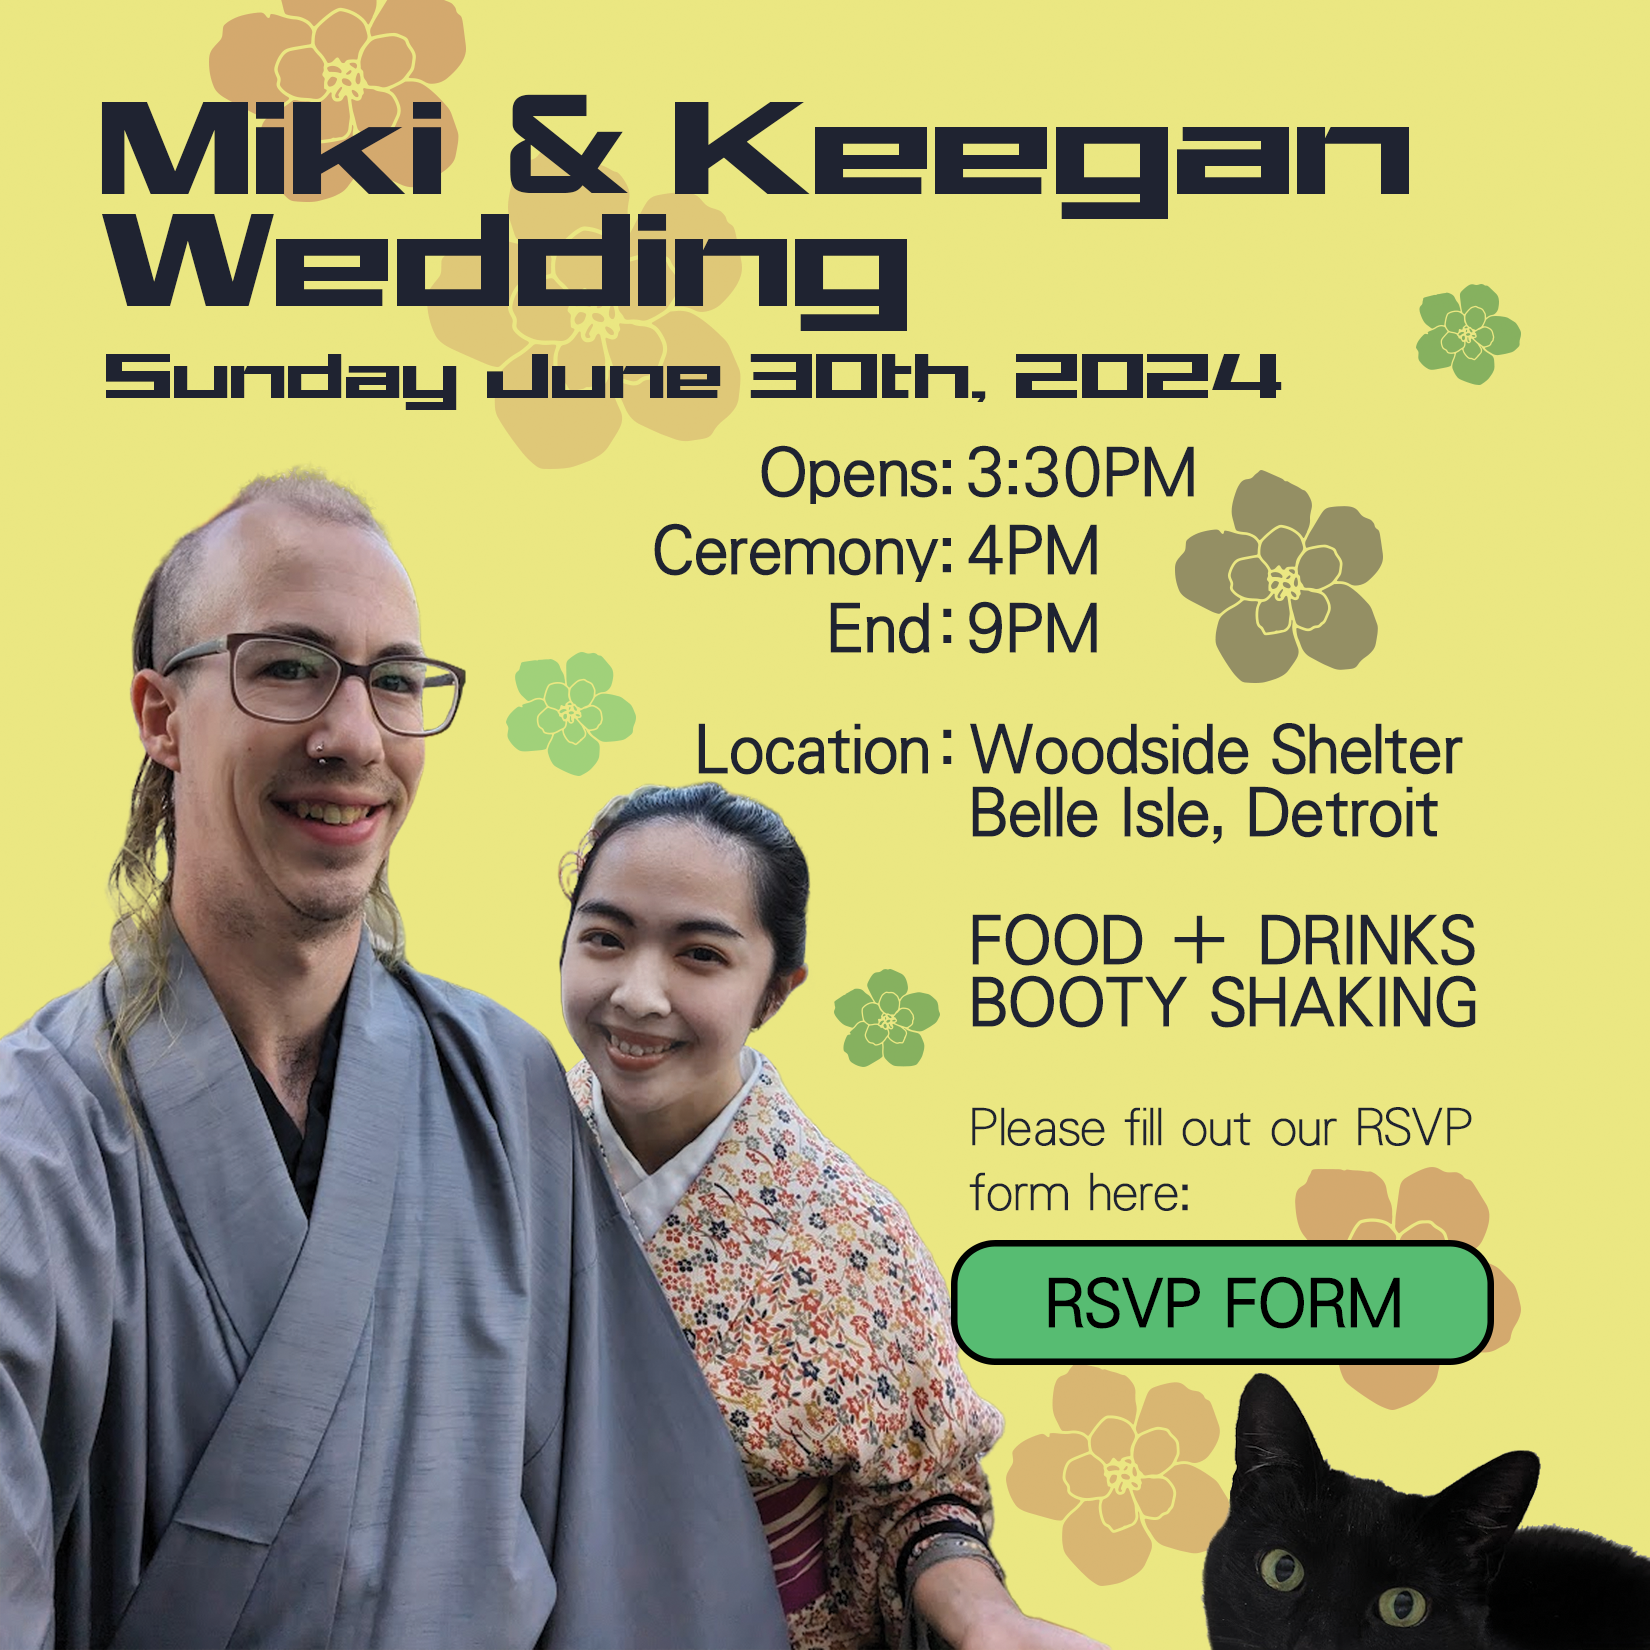 Miki & Keegan
Wedding
Sunday June 30th, 2024
Opens: 3:30PM
Ceremony: 4PM
End: 9PM
Location: Woodside Shelter
Belle Isle, Detroit
FOOD + DRINKS
BOOTY SHAKING
Please fill out our RSVP
form here:
RSVP FORM